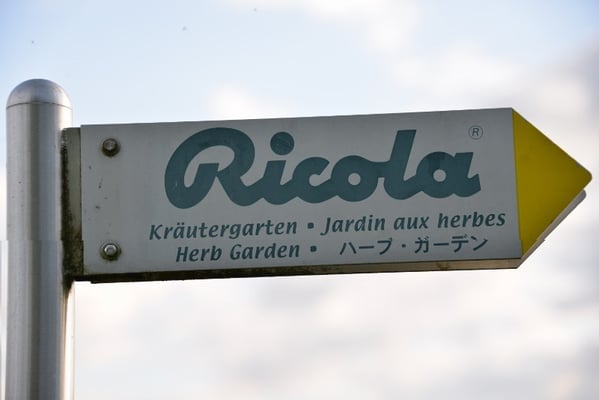 Ricola ®
Kräutergarten ▪ Jardin aux herbes
Herb Garden ▪ ハーブ・ガーデン